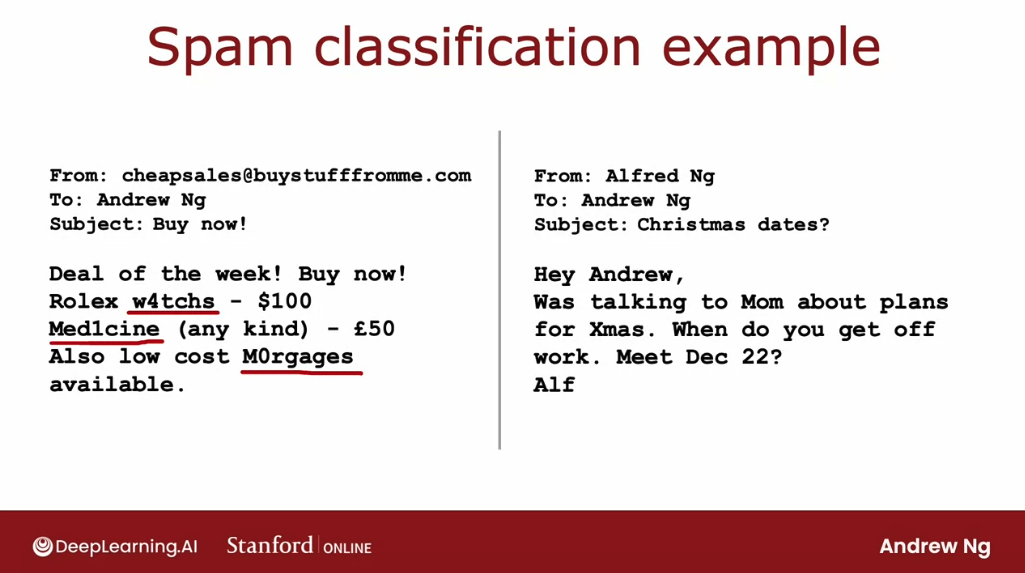 Spam classification example
From: cheapsales@buystufffromme.com
To: Andrew Ng
Subject: Buy now!
Deal of the week! Buy now!
Rolex w4tchs - $100
Med1cine (any kind) - £50
Also low cost M0rgages
available.
From: Alfred Ng
To: Andrew Ng
Subject: Christmas dates?
Hey Andrew,
Was talking to Mom about plans
for Xmas. When do you get off
work. Meet Dec 22?
Alf
DeepLearning.AI
Stanford ONLINE
Andrew Ng